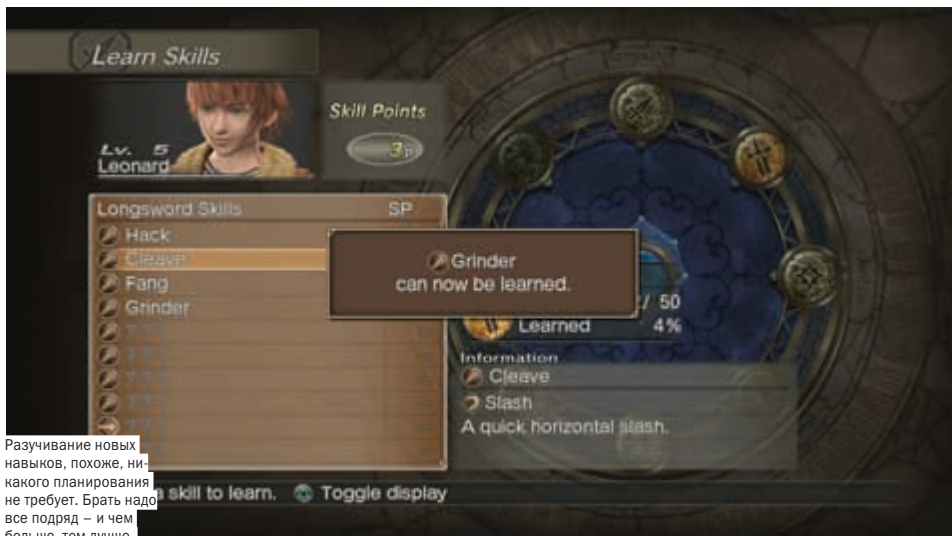 Learn Skills
Skill Points
3p
Lv. 5
Leonard
Longsword Skills SP
Hack
Cleave
Fang
Grinder
? ? ?
? ? ?
? ? ?
? ? ?
? ? ?
Grinder
can now be learned.
/ 50
Learned 4%
Information
Cleave
Slash
A quick horizontal slash.
a skill to learn. Toggle display
Разучивание новых
навыков, похоже, ни-
какого планирования
не требует. Брать надо
все подряд – и чем
больше, тем лучше.